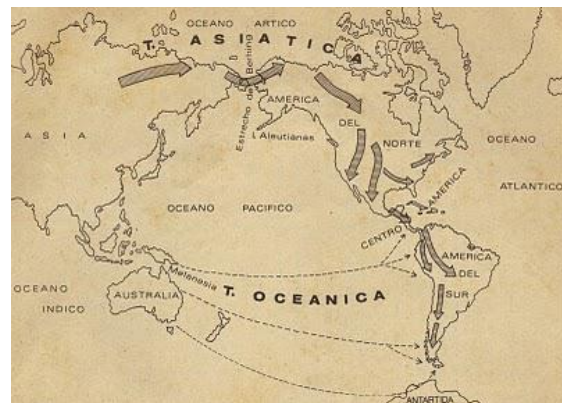 OCEANO ARTICO
T. ASIATICA
Estrecho de Bering
AMERICA
DEL
NORTE
I. Aleutianas
ASIA
OCEANO
ATLANTICO
OCEANO PACIFICO
CENTRO AMERICA
AMERICA
DEL
SUR
Melanesia
T. OCEANICA
OCEANO
INDICO
AUSTRALIA
ANTARTIDA